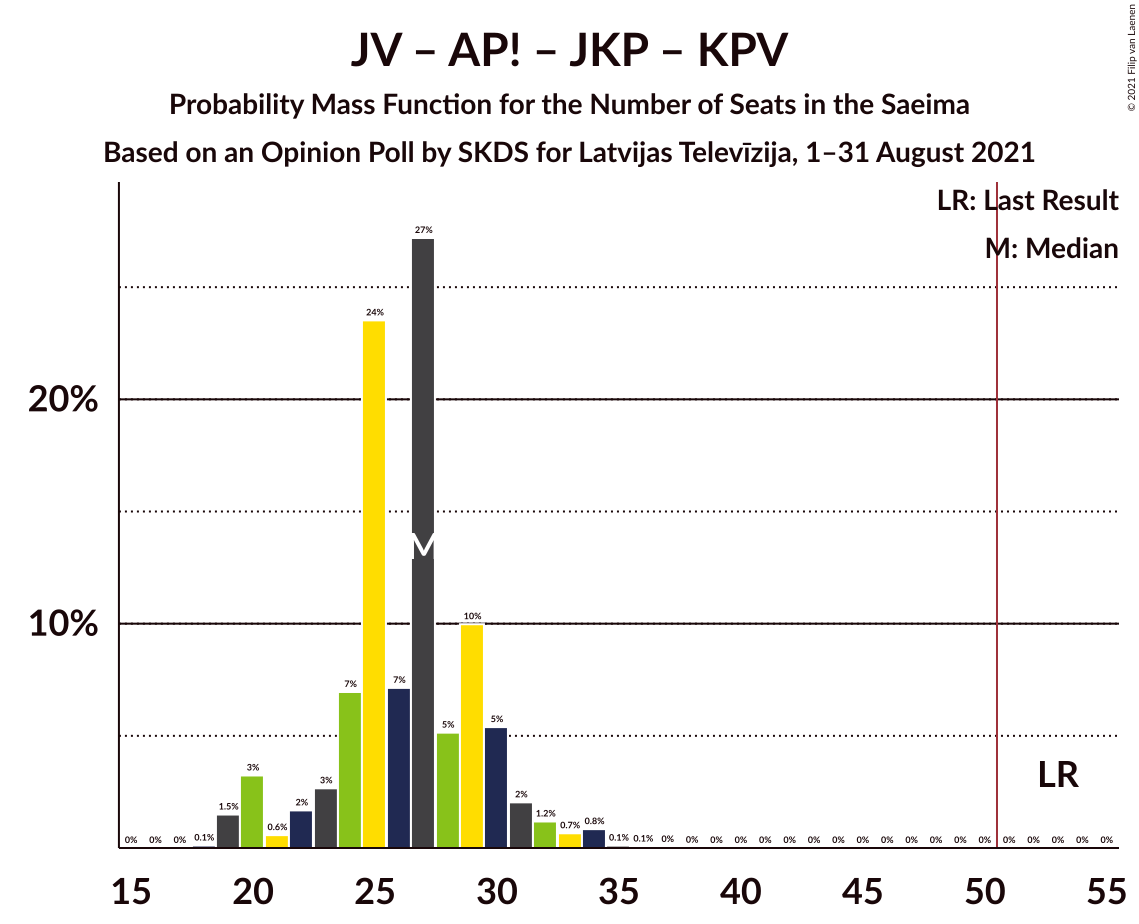 JV – AP! – JKP – KPV
Probability Mass Function for the Number of Seats in the Saeima
Based on an Opinion Poll by SKDS for Latvijas Televīzija, 1–31 August 2021
© 2021 Filip van Laenen
LR: Last Result
M: Median
27%
24%
20%
M
10%
10%
7% 7%
5% 5%
LR
3% 3%
1.5% 0.6% 2% 2% 1.2% 0.7% 0.8%
0% 0% 0% 0.1% 0.1% 0.1% 0% 0% 0% 0% 0% 0% 0% 0% 0% 0% 0% 0% 0% 0% 0% 0% 0% 0% 0%
15 20 25 30 35 40 45 50 55